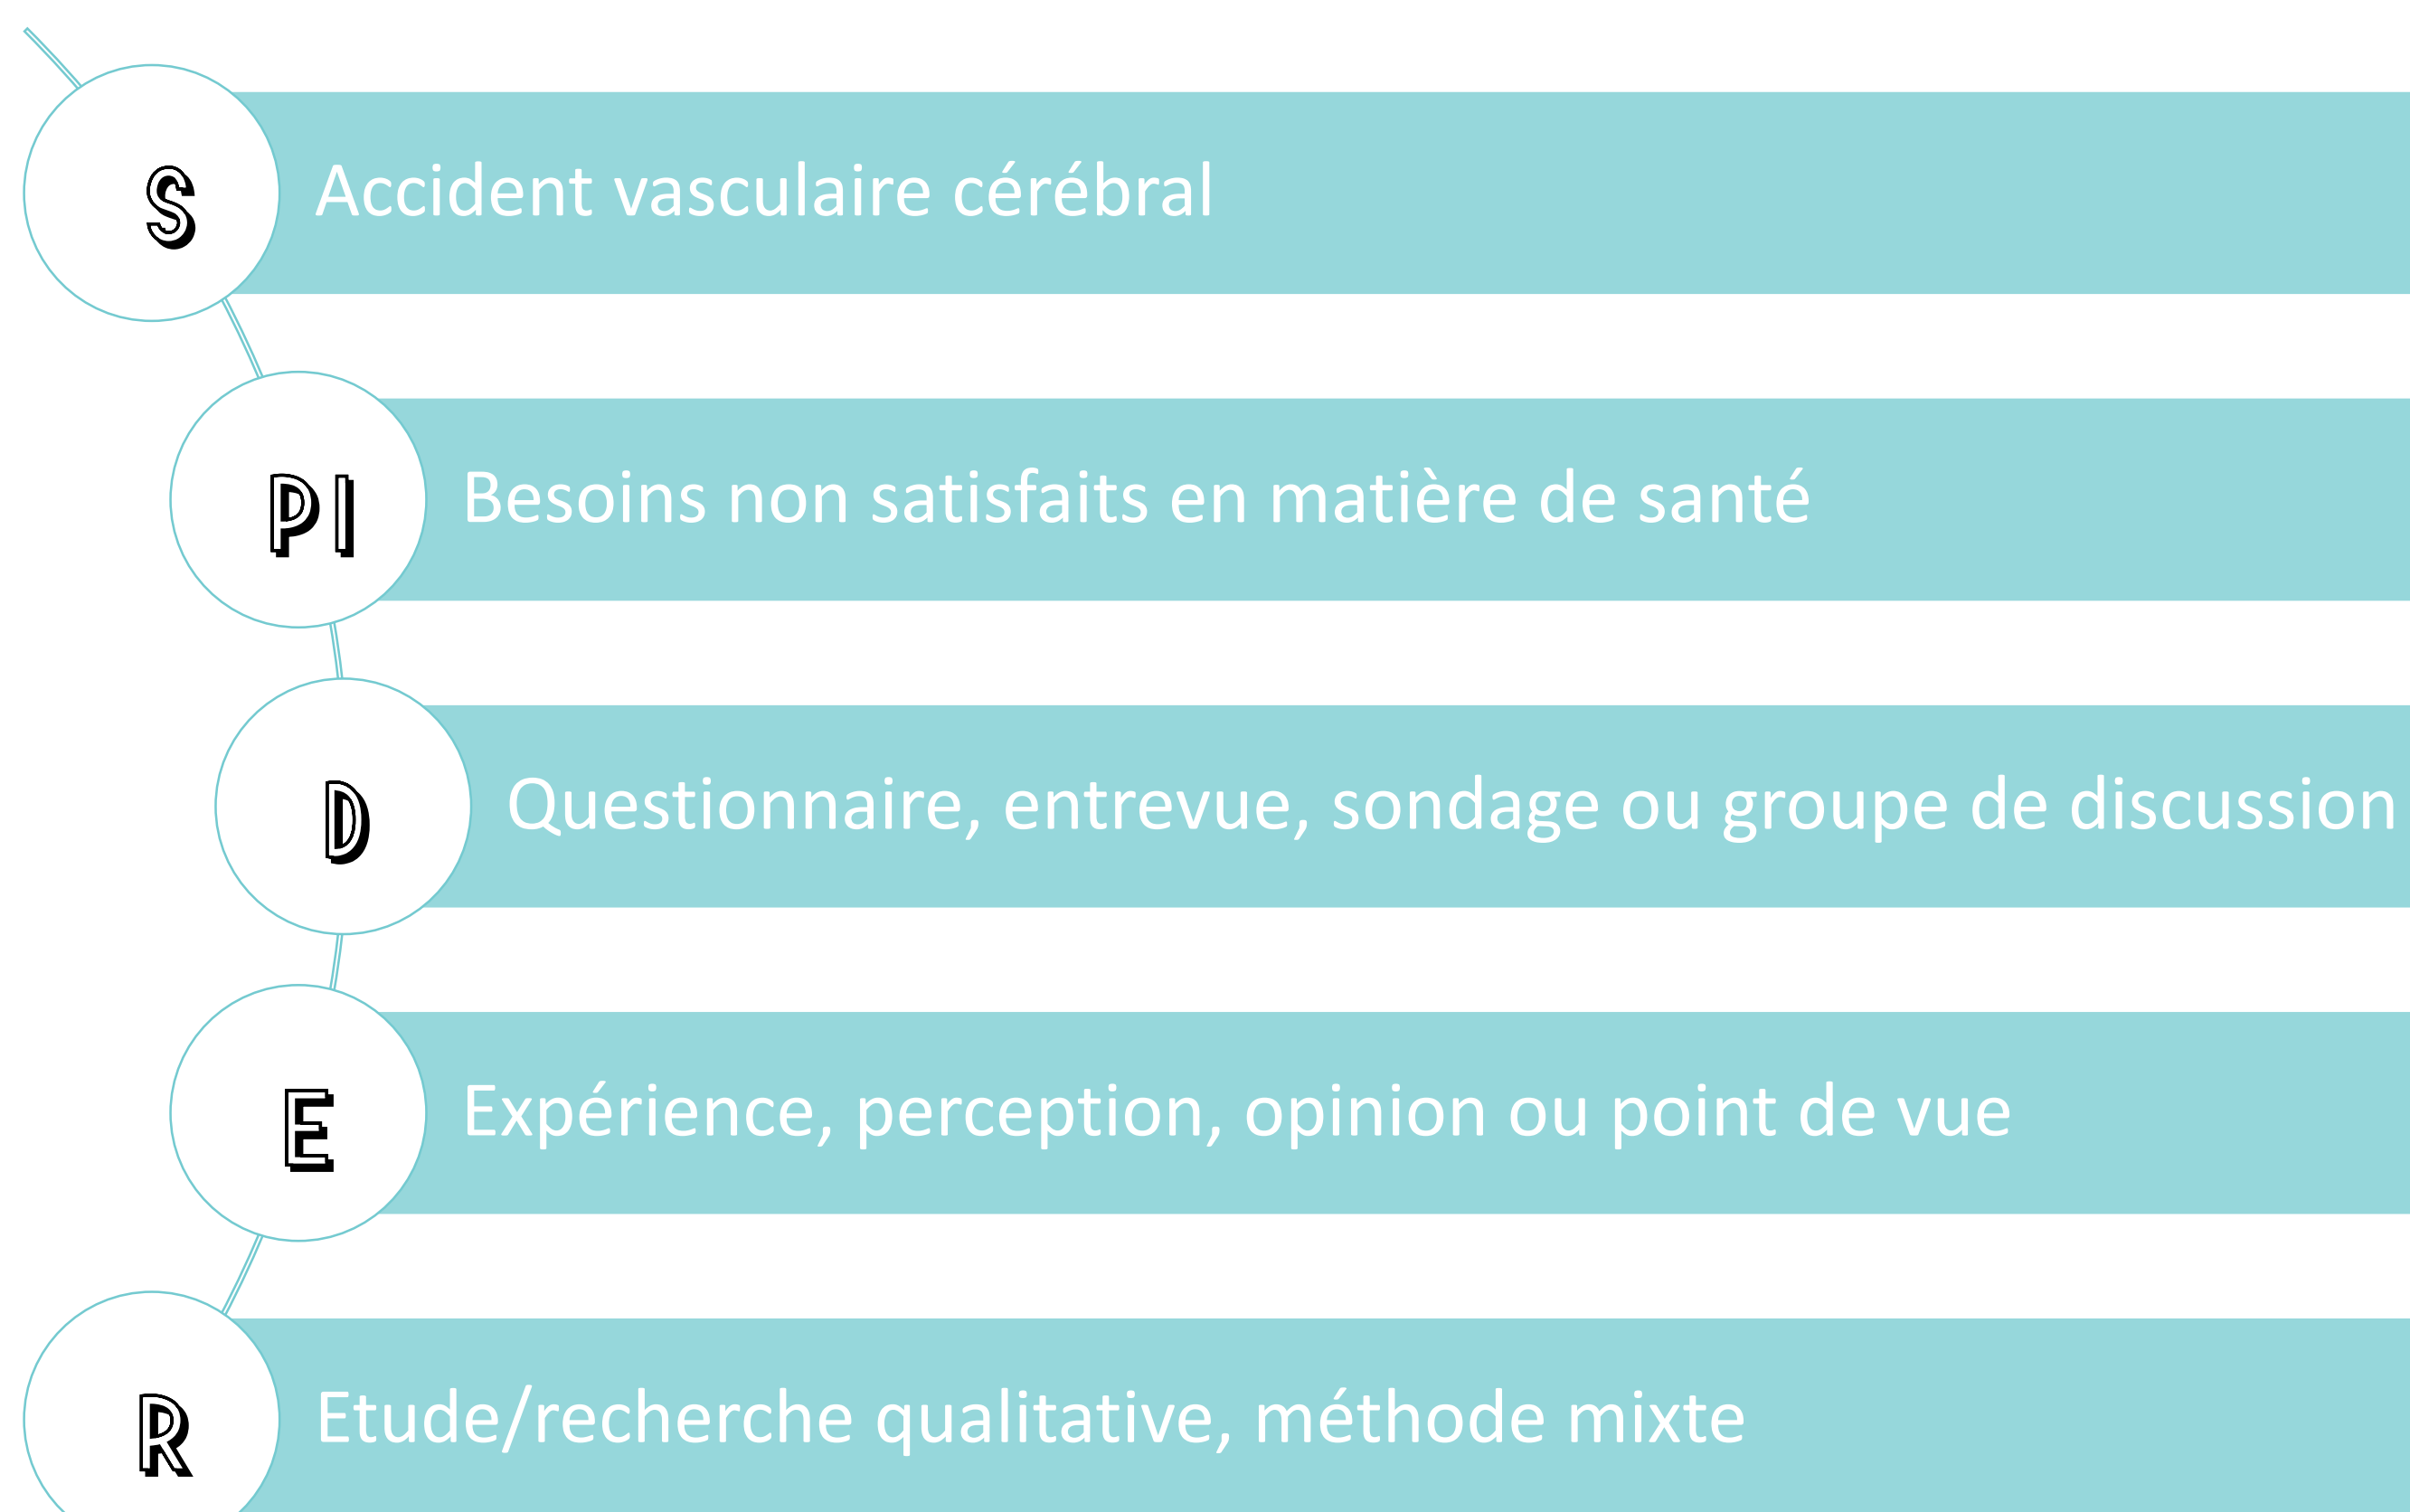 S
Accident vasculaire cérébral
PI
Besoins non satisfaits en matière de santé
D
Questionnaire, entrevue, sondage ou groupe de discussion
E
Expérience, perception, opinion ou point de vue
R
Etude/recherche qualitative, méthode mixte